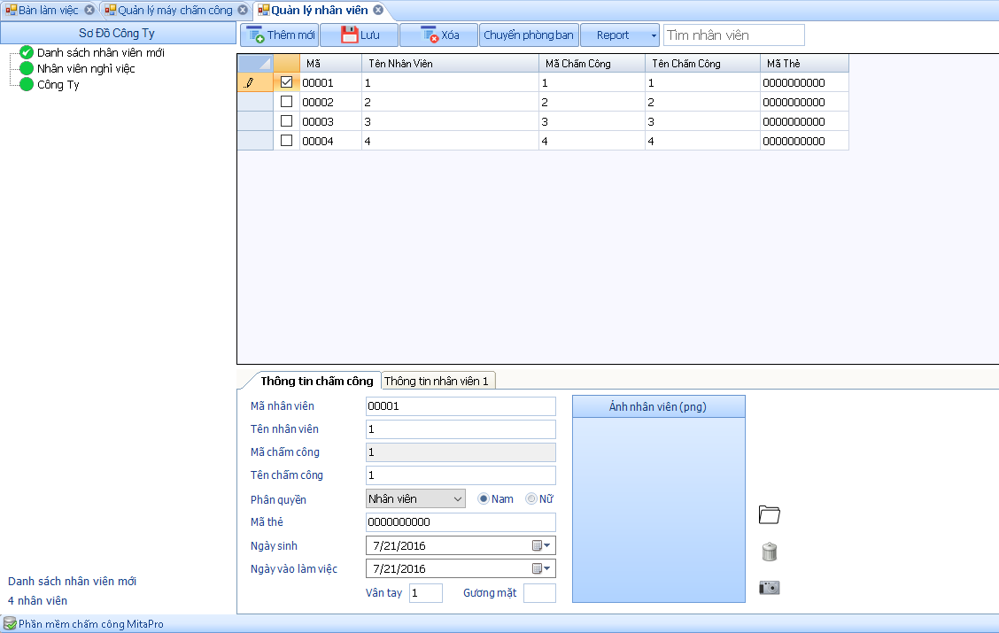 Bàn làm việc Quản lý máy chấm công Quản lý nhân viên
Sơ Đồ Công Ty
Thêm mới Lưu Xóa Chuyển phòng ban Report Tìm nhân viên
Danh sách nhân viên mới
Nhân viên nghỉ việc
Công Ty
Mã Tên Nhân Viên Mã Chấm Công Tên Chấm Công Mã Thẻ
00001 1 1 1 0000000000
00002 2 2 2 0000000000
00003 3 3 3 0000000000
00004 4 4 4 0000000000
Thông tin chấm công Thông tin nhân viên 1
Mã nhân viên 00001
Tên nhân viên 1
Mã chấm công 1
Tên chấm công 1
Phân quyền Nhân viên Nam Nữ
Mã thẻ 0000000000
Ngày sinh 7/21/2016
Ngày vào làm việc 7/21/2016
Vân tay 1 Gương mặt
Ảnh nhân viên (png)
Danh sách nhân viên mới
4 nhân viên
Phần mềm chấm công MitaPro